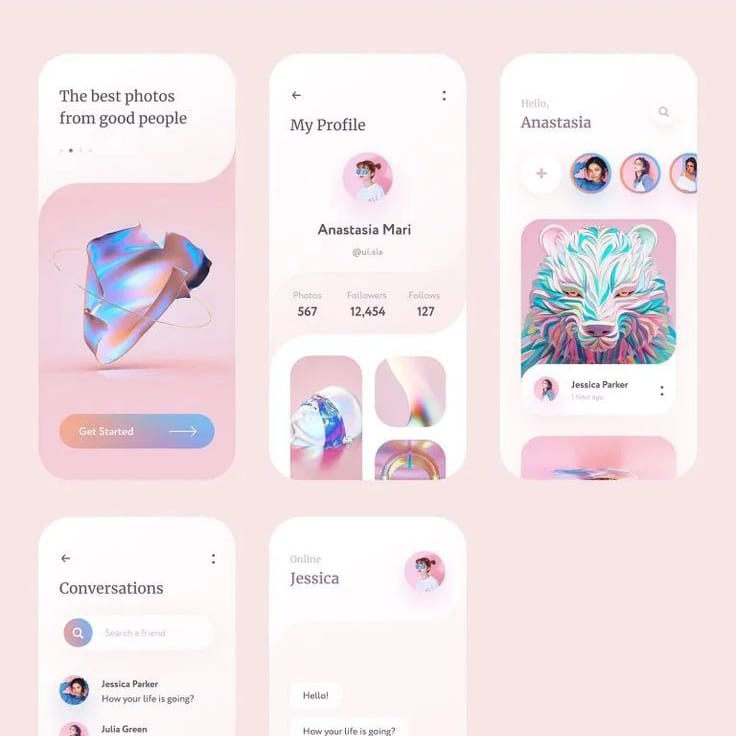 The best photos
from good people
Get Started
My Profile
Anastasia Mari
@ui.sia
Photos Followers Follows
567 12,454 127
Hello,
Anastasia
Jessica Parker
1 hour ago
Conversations
Search a friend
Jessica Parker
How your life is going?
Julia Green
Online
Jessica
Hello!
How your life is going?